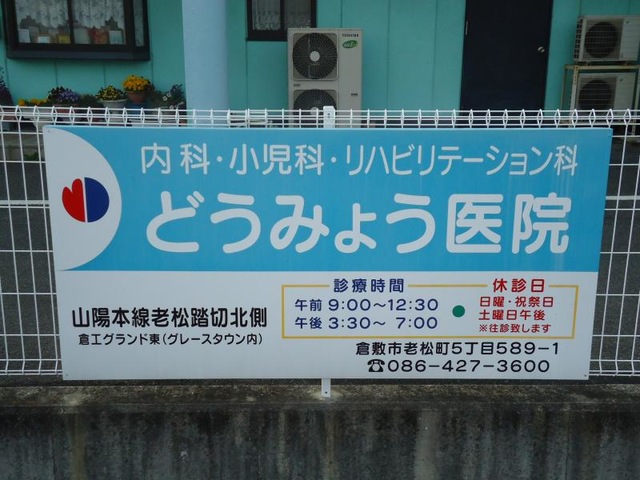 内科・小児科・リハビリテーション科
どうみょう医院
山陽本線老松踏切北側
倉工グランド東(グレースタウン内)
診療時間
午前 9:00～12:30
午後 3:30～ 7:00
休診日
日曜・祝祭日
土曜日午後
※往診致します
倉敷市老松町5丁目589-1
☎086-427-3600